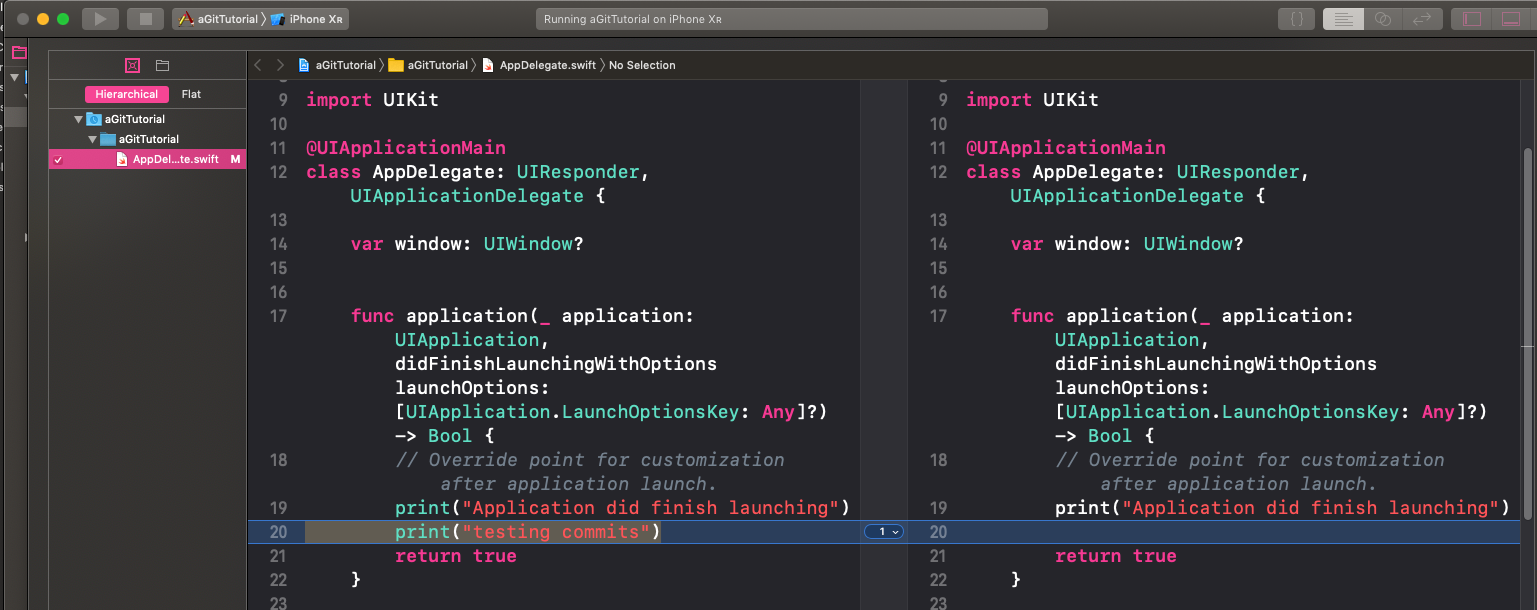 aGitTutorial 〉 iPhone Xʀ
Running aGitTutorial on iPhone Xʀ
{ }
Hierarchical Flat
aGitTutorial
aGitTutorial
AppDel...te.swift M
aGitTutorial 〉 aGitTutorial 〉 AppDelegate.swift 〉 No Selection
9 import UIKit
10
11 @UIApplicationMain
12 class AppDelegate: UIResponder,
UIApplicationDelegate {
13
14 var window: UIWindow?
15
16
17 func application(_ application:
UIApplication,
didFinishLaunchingWithOptions
launchOptions:
[UIApplication.LaunchOptionsKey: Any]?)
-> Bool {
18 // Override point for customization
after application launch.
19 print("Application did finish launching")
20 print("testing commits")
21 return true
22 }
23
1
9 import UIKit
10
11 @UIApplicationMain
12 class AppDelegate: UIResponder,
UIApplicationDelegate {
13
14 var window: UIWindow?
15
16
17 func application(_ application:
UIApplication,
didFinishLaunchingWithOptions
launchOptions:
[UIApplication.LaunchOptionsKey: Any]?)
-> Bool {
18 // Override point for customization
after application launch.
19 print("Application did finish launching")
20
21 return true
22 }
23